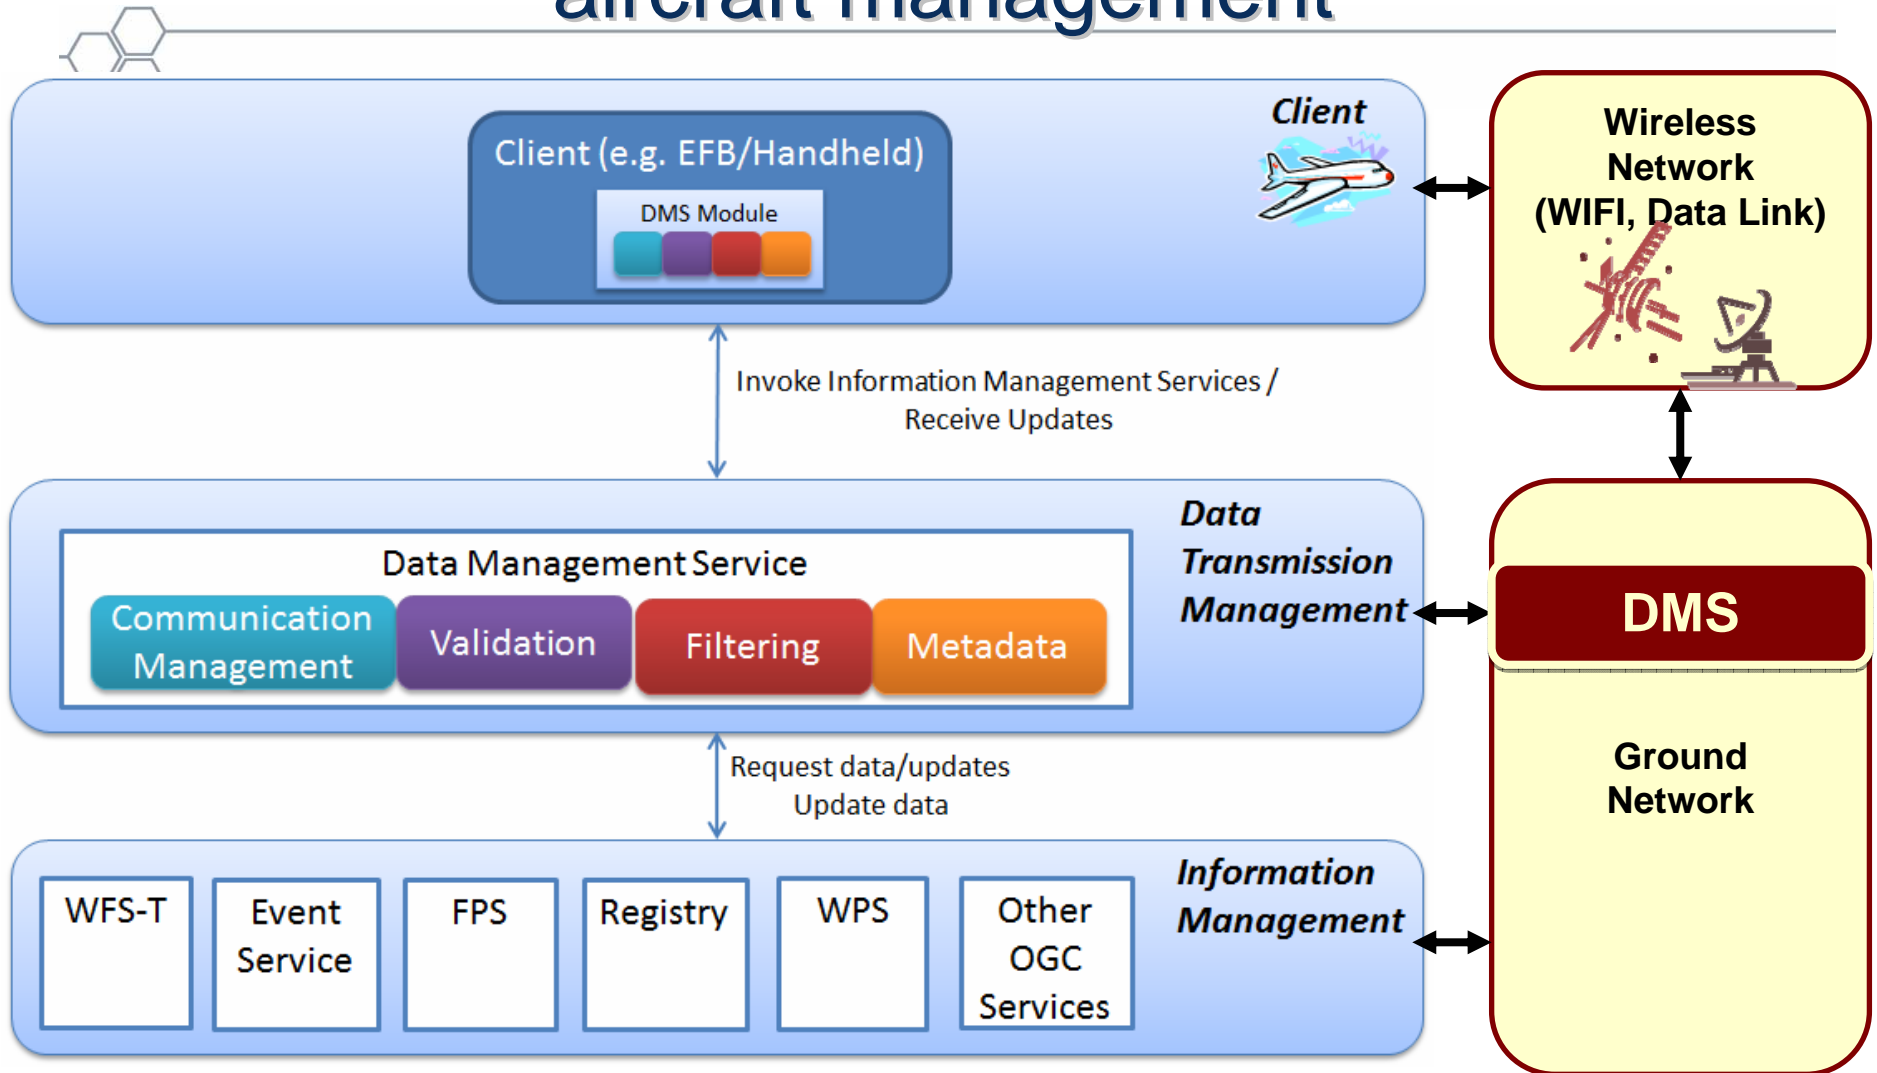 aircraft management
Client
Client (e.g. EFB/Handheld)
DMS Module
Wireless
Network
(WIFI, Data Link)
Invoke Information Management Services /
Receive Updates
Data
Transmission
Management
Data Management Service
Communication
Management
Validation
Filtering
Metadata
DMS
Ground
Network
Request data/updates
Update data
Information
Management
WFS-T
Event
Service
FPS
Registry
WPS
Other
OGC
Services